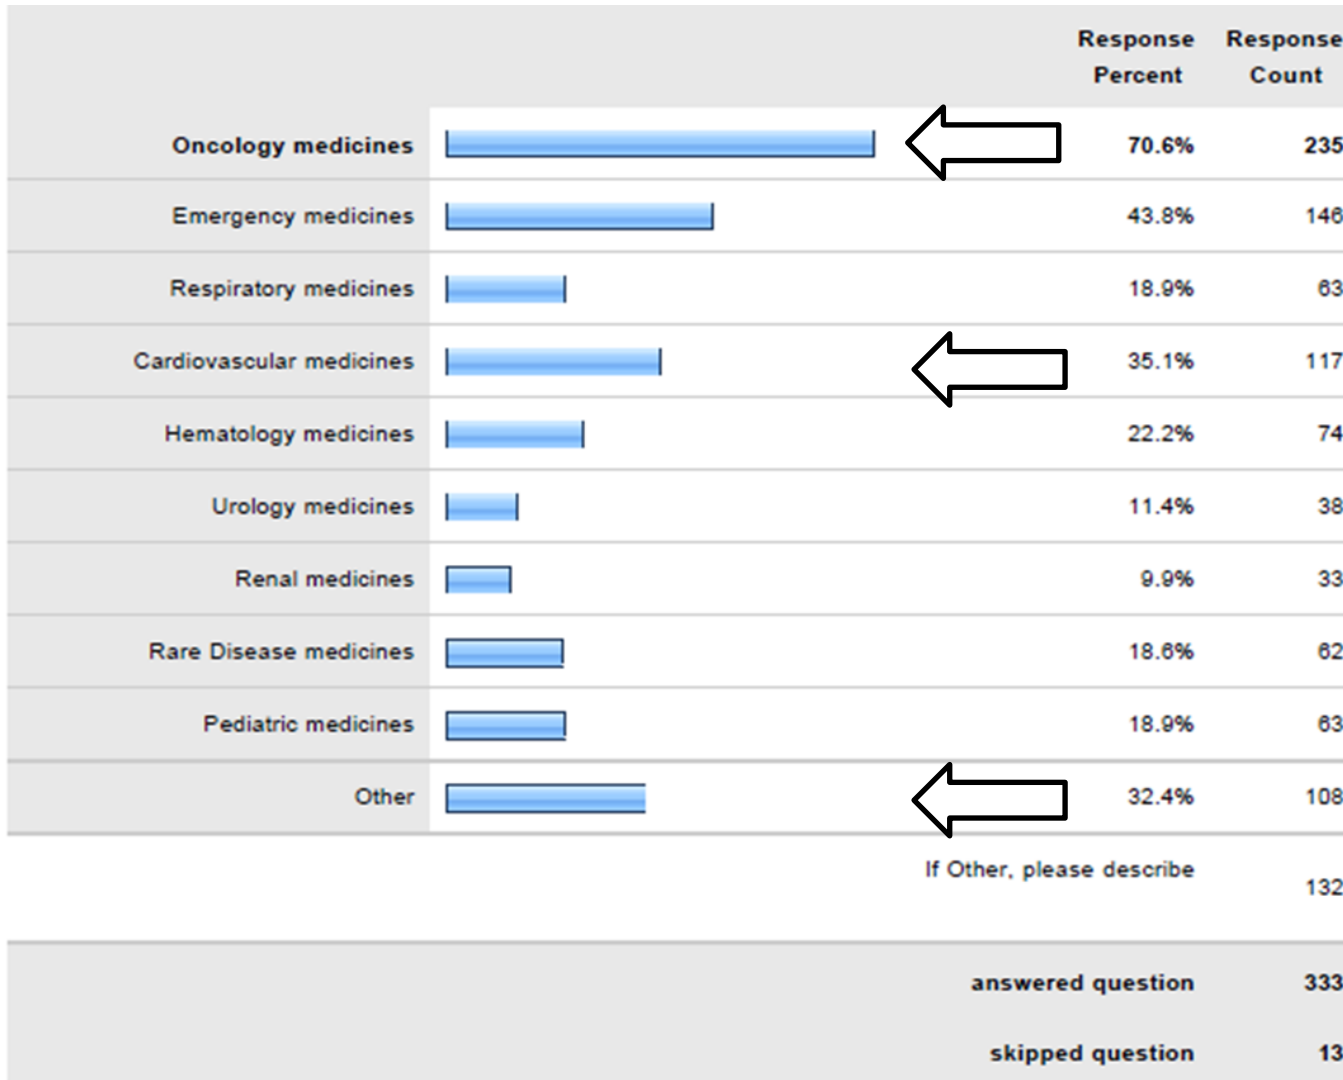 Response Response
Percent Count
Oncology medicines 70.6% 235
Emergency medicines 43.8% 146
Respiratory medicines 18.9% 63
Cardiovascular medicines 35.1% 117
Hematology medicines 22.2% 74
Urology medicines 11.4% 38
Renal medicines 9.9% 33
Rare Disease medicines 18.6% 62
Pediatric medicines 18.9% 63
Other 32.4% 108
If Other, please describe 132
answered question 333
skipped question 13